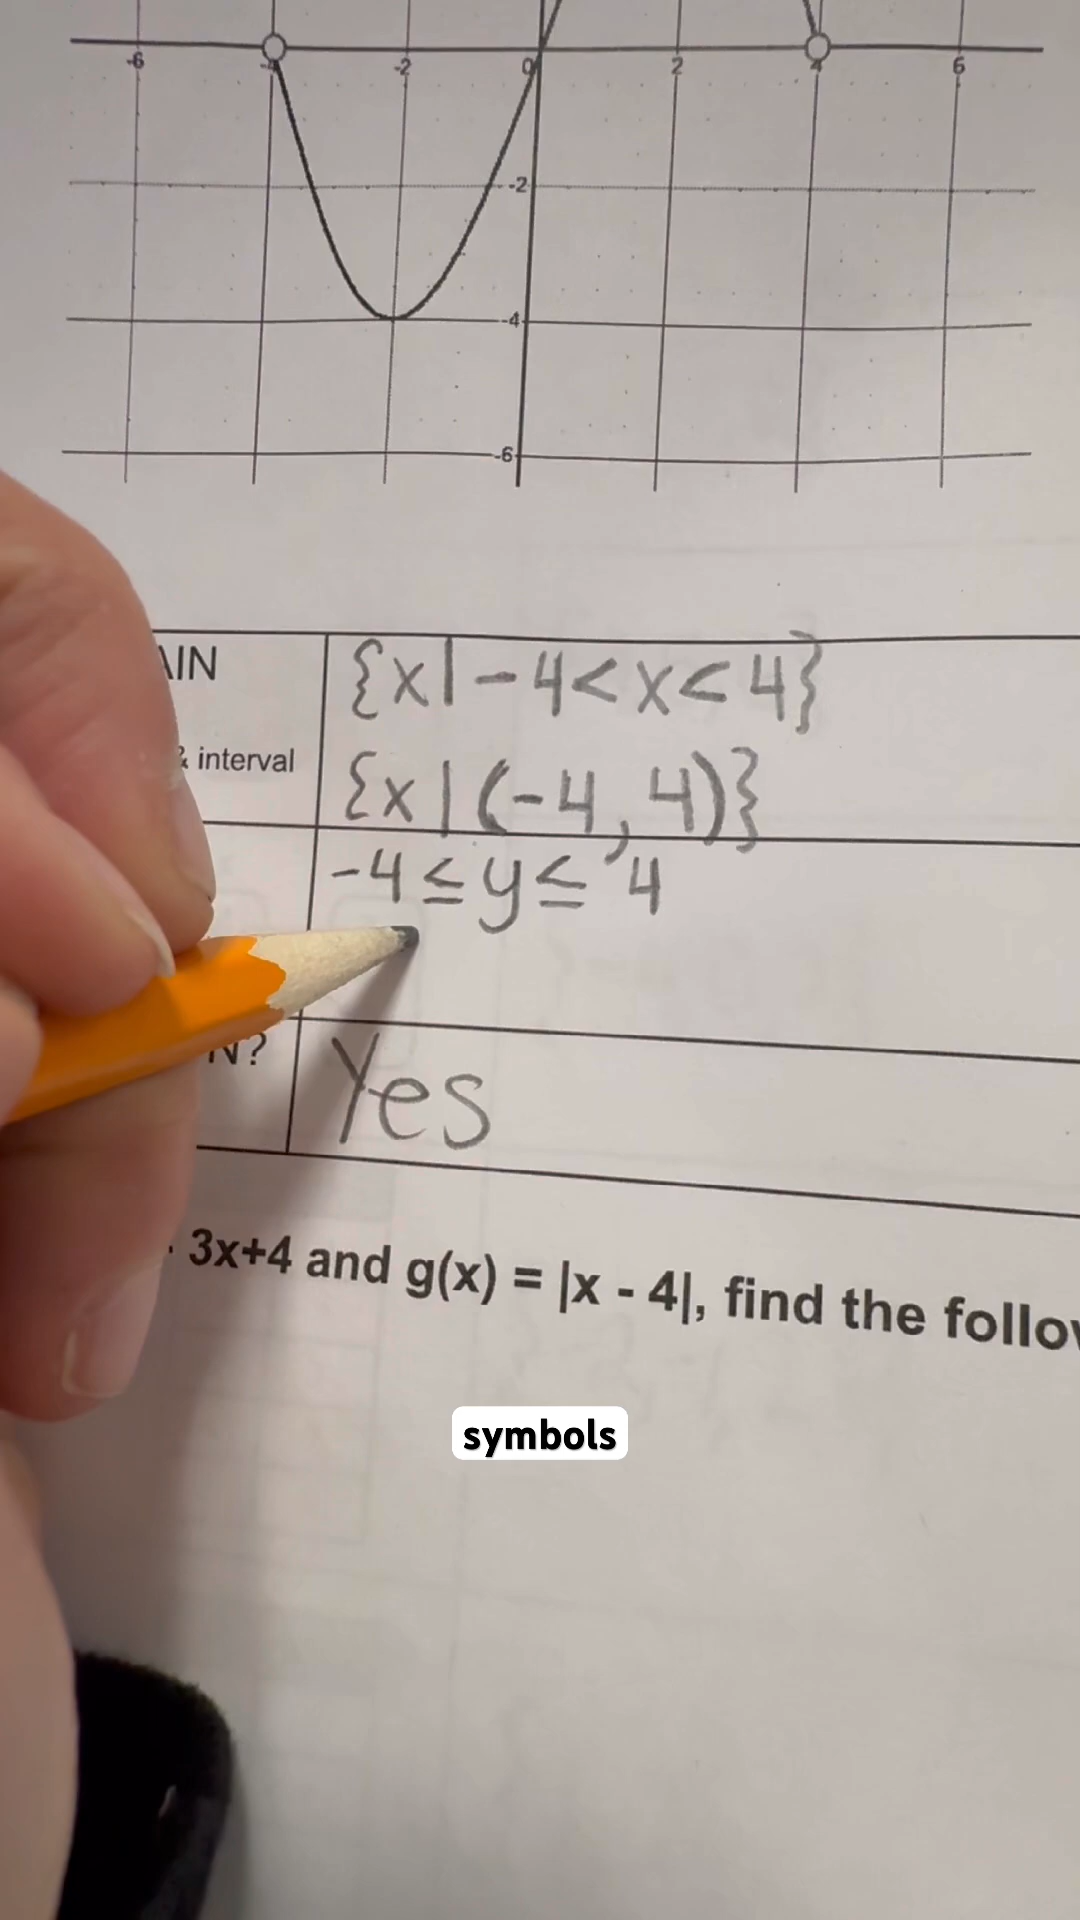 -6 -4 -2 0 2 4 6
-2
-4
-6
AIN
{x|-4<x<4}
& interval
{x|(-4,4)}
-4≤y≤4
N?
Yes
3x+4 and g(x) = |x - 4|, find the follow
symbols